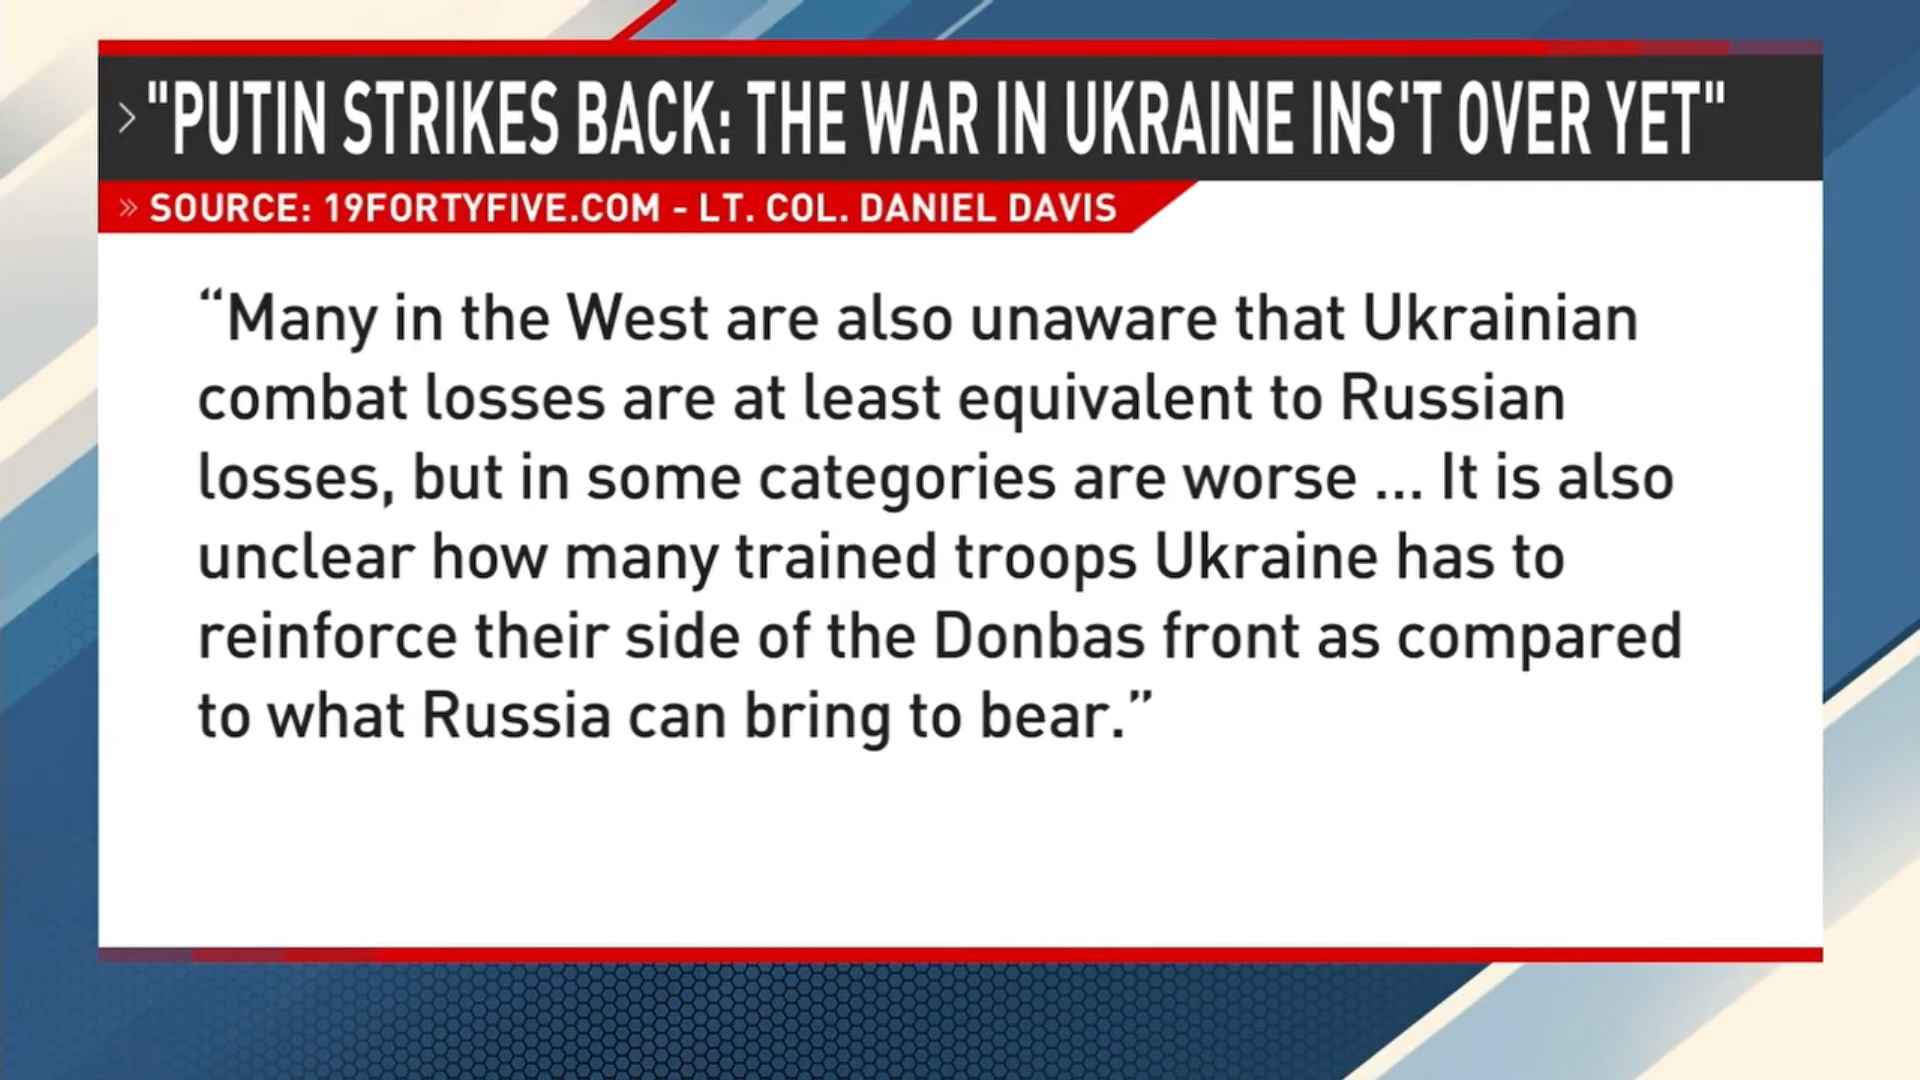 "PUTIN STRIKES BACK: THE WAR IN UKRAINE INS'T OVER YET"
SOURCE: 19FORTYFIVE.COM - LT. COL. DANIEL DAVIS
“Many in the West are also unaware that Ukrainian
combat losses are at least equivalent to Russian
losses, but in some categories are worse ... It is also
unclear how many trained troops Ukraine has to
reinforce their side of the Donbas front as compared
to what Russia can bring to bear.”